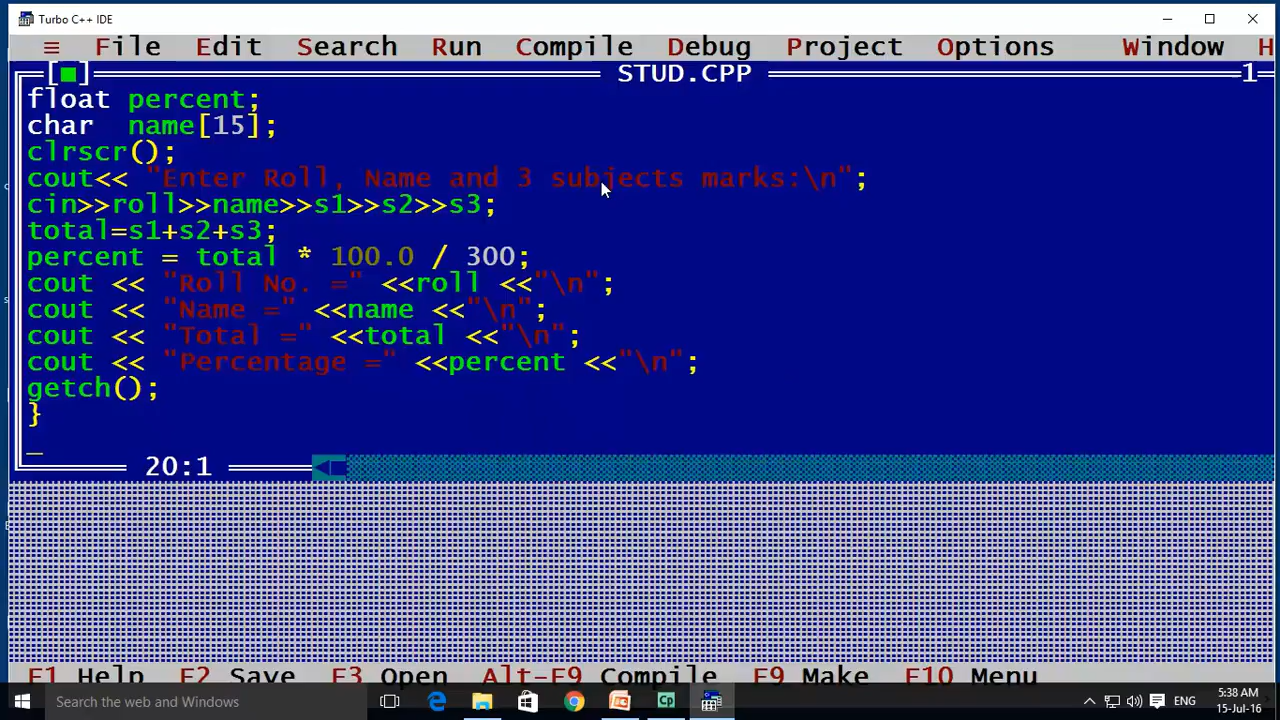 Turbo C++ IDE
≡ File Edit Search Run Compile Debug Project Options Window H
[■] STUD.CPP 1
float percent;
char name[15];
clrscr();
cout<< "Enter Roll, Name and 3 subjects marks:\n";
cin>>roll>>name>>s1>>s2>>s3;
total=s1+s2+s3;
percent = total * 100.0 / 300;
cout << "Roll No. =" <<roll <<"\n";
cout << "Name =" <<name <<"\n";
cout << "Total =" <<total <<"\n";
cout << "Percentage =" <<percent <<"\n";
getch();
}
20:1
F1 Help F2 Save F3 Open Alt-F9 Compile F9 Make F10 Menu
Search the web and Windows
ENG
5:38 AM
15-Jul-16